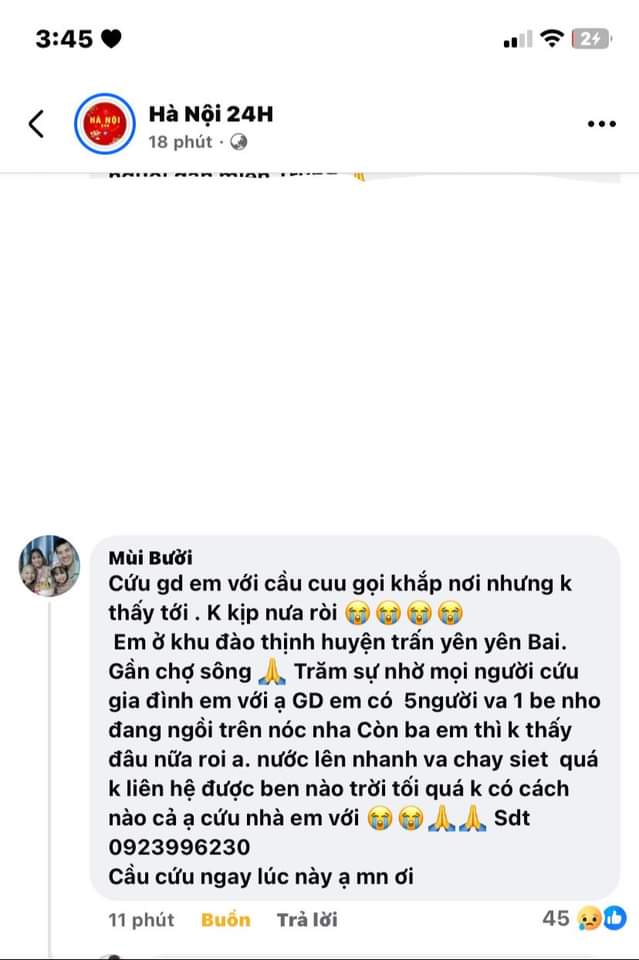 3:45
2
HÀ NỘI
Hà Nội 24H
18 phút ·
Mùi Bưởi
Cứu gd em với cầu cuu gọi khắp nơi nhưng k
thấy tới . K kịp nưa ròi 😭😭😭😭
Em ở khu đào thịnh huyện trấn yên yên Bai.
Gần chợ sông 🙏 Trăm sự nhờ mọi người cứu
gia đình em với ạ GD em có 5người va 1 be nho
đang ngồi trên nóc nha Còn ba em thì k thấy
đâu nữa roi a. nước lên nhanh va chay siet quá
k liên hệ được ben nào trời tối quá k có cách
nào cả ạ cứu nhà em với 😭😭🙏🙏 Sdt
0923996230
Cầu cứu ngay lúc này ạ mn ơi
11 phút Buồn Trả lời 45